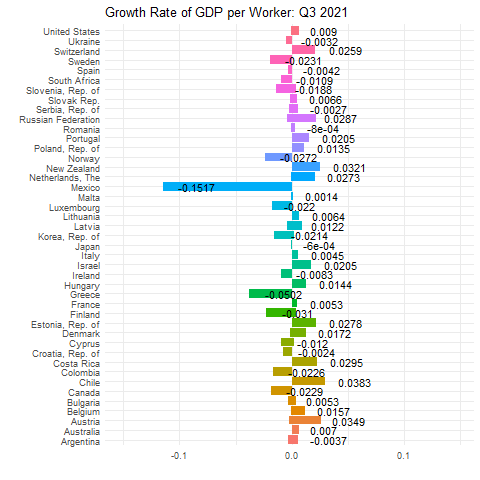 Growth Rate of GDP per Worker: Q3 2021
United States 0.009
Ukraine -0.0032
Switzerland 0.0259
Sweden -0.0231
Spain -0.0042
South Africa -0.0109
Slovenia, Rep. of -0.0188
Slovak Rep. 0.0066
Serbia, Rep. of -0.0027
Russian Federation 0.0287
Romania -8e-04
Portugal 0.0205
Poland, Rep. of 0.0135
Norway -0.0272
New Zealand 0.0321
Netherlands, The 0.0273
Mexico -0.1517
Malta 0.0014
Luxembourg -0.022
Lithuania 0.0064
Latvia 0.0122
Korea, Rep. of -0.0214
Japan -6e-04
Italy 0.0045
Israel 0.0205
Ireland -0.0083
Hungary 0.0144
Greece -0.0502
France 0.0053
Finland -0.031
Estonia, Rep. of 0.0278
Denmark 0.0172
Cyprus -0.012
Croatia, Rep. of -0.0024
Costa Rica 0.0295
Colombia -0.0226
Chile 0.0383
Canada -0.0229
Bulgaria 0.0053
Belgium 0.0157
Austria 0.0349
Australia 0.007
Argentina -0.0037
-0.1 0.0 0.1